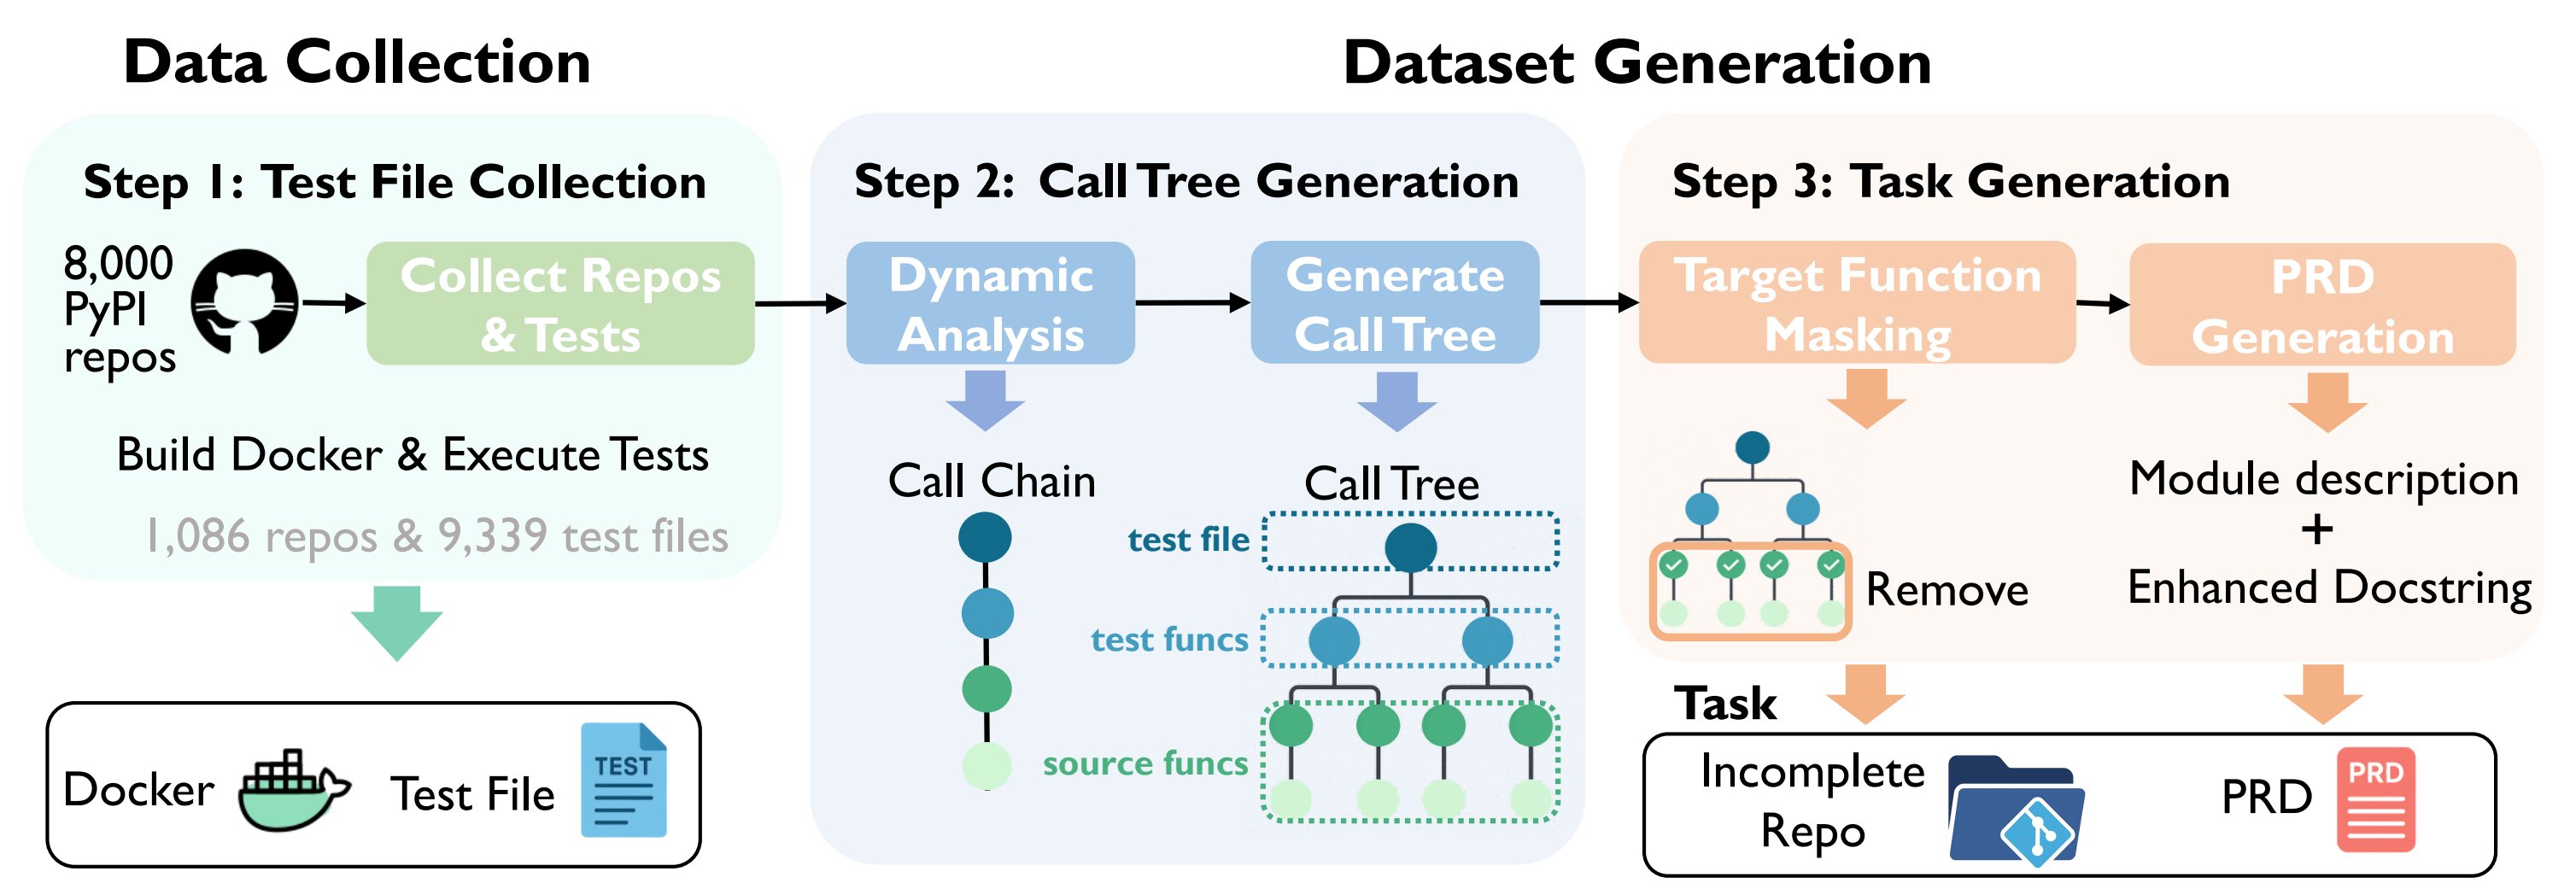 Data Collection
Dataset Generation
Step 1: Test File Collection
8,000
PyPI
repos
Collect Repos
& Tests
Build Docker & Execute Tests
1,086 repos & 9,339 test files
Docker
Test File
TEST
Step 2: Call Tree Generation
Dynamic
Analysis
Generate
Call Tree
Call Chain
Call Tree
test file
test funcs
source funcs
Step 3: Task Generation
Target Function
Masking
PRD
Generation
Remove
Module description
+
Enhanced Docstring
Task
Incomplete
Repo
PRD
PRD